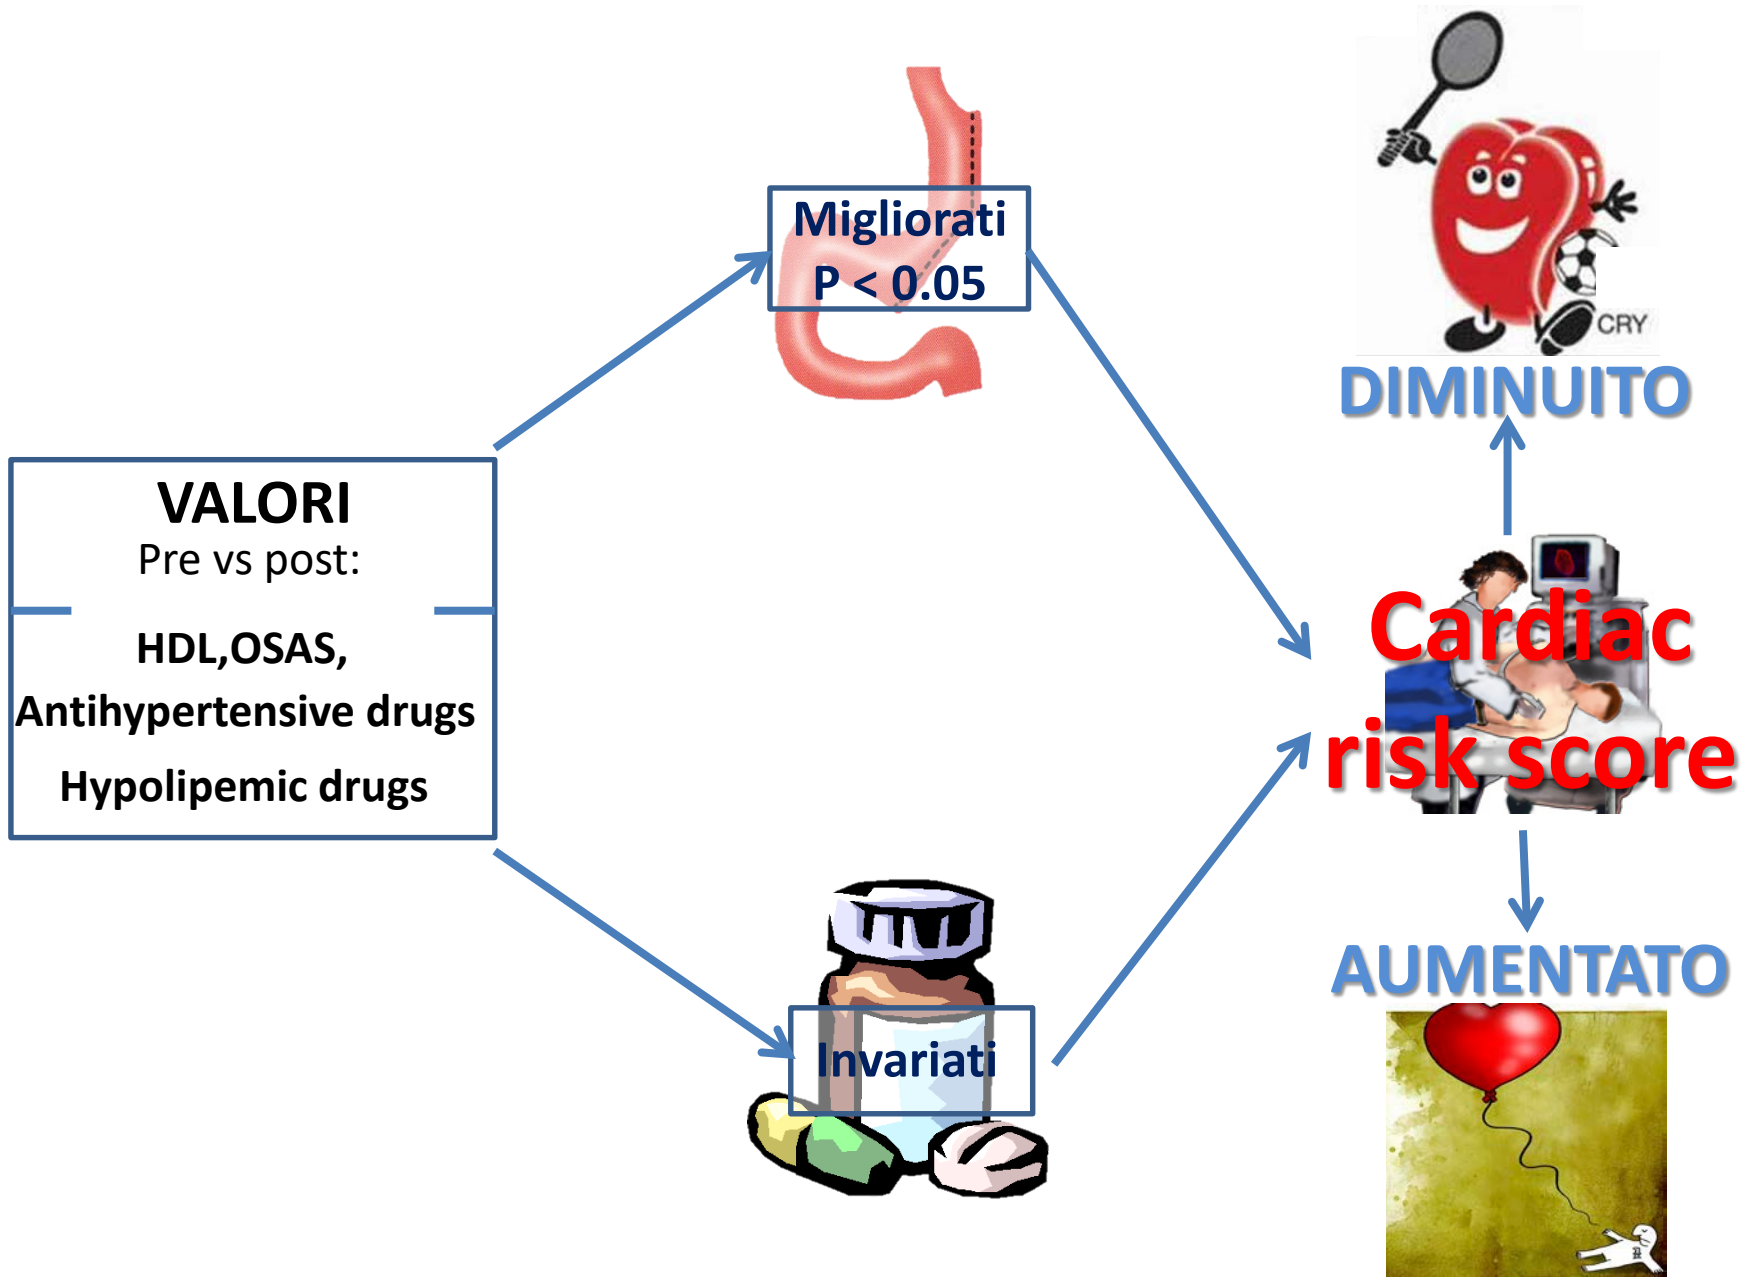 VALORI
Pre vs post:
HDL,OSAS,
Antihypertensive drugs
Hypolipemic drugs
Migliorati
P < 0.05
Invariati
CRY
DIMINUITO
Cardiac
risk score
AUMENTATO